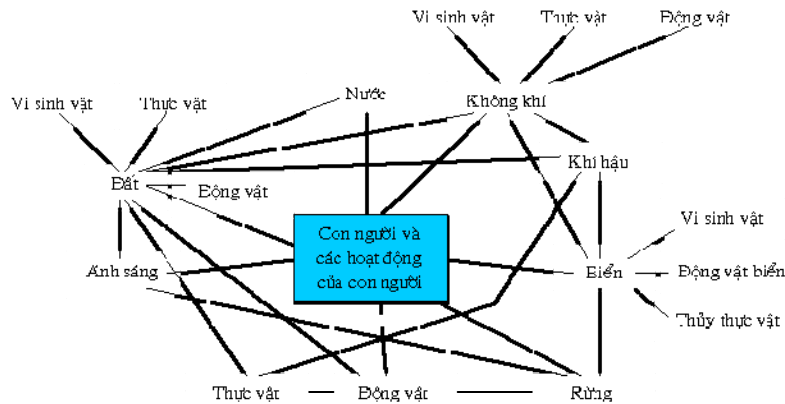 Vi sinh vật
Thực vật
Động vật
Nước
Không khí
Vi sinh vật
Thực vật
Khí hậu
Đất
Động vật
Con người và
các hoạt động
của con người
Vi sinh vật
Ánh sáng
Biển
Động vật biển
Thủy thực vật
Thực vật
Động vật
Rừng